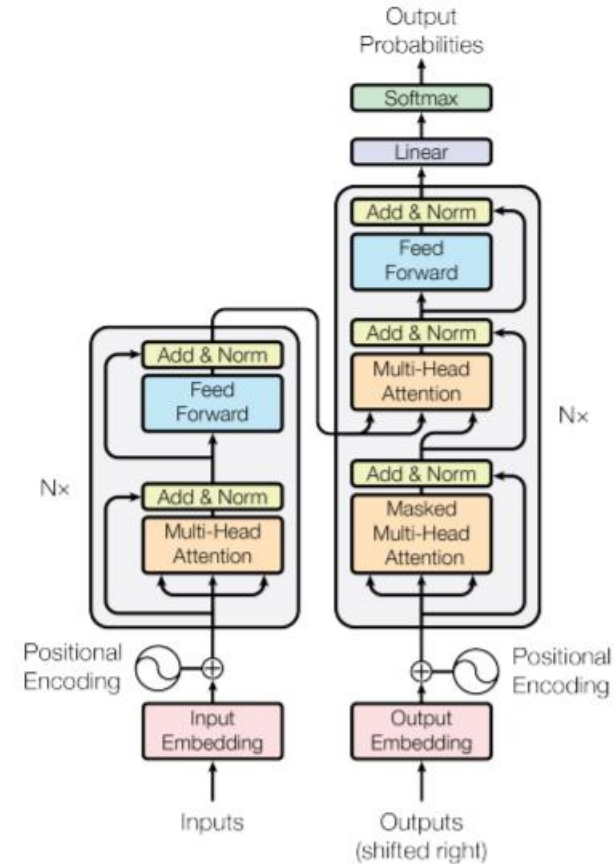 Output
Probabilities
Softmax
Linear
Add & Norm
Feed
Forward
Add & Norm
Multi-Head
Attention
Add & Norm
Masked
Multi-Head
Attention
N×
Add & Norm
Feed
Forward
Add & Norm
Multi-Head
Attention
N×
Positional
Encoding
Positional
Encoding
Input
Embedding
Output
Embedding
Inputs
Outputs
(shifted right)